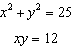 x² + y² = 25
xy = 12